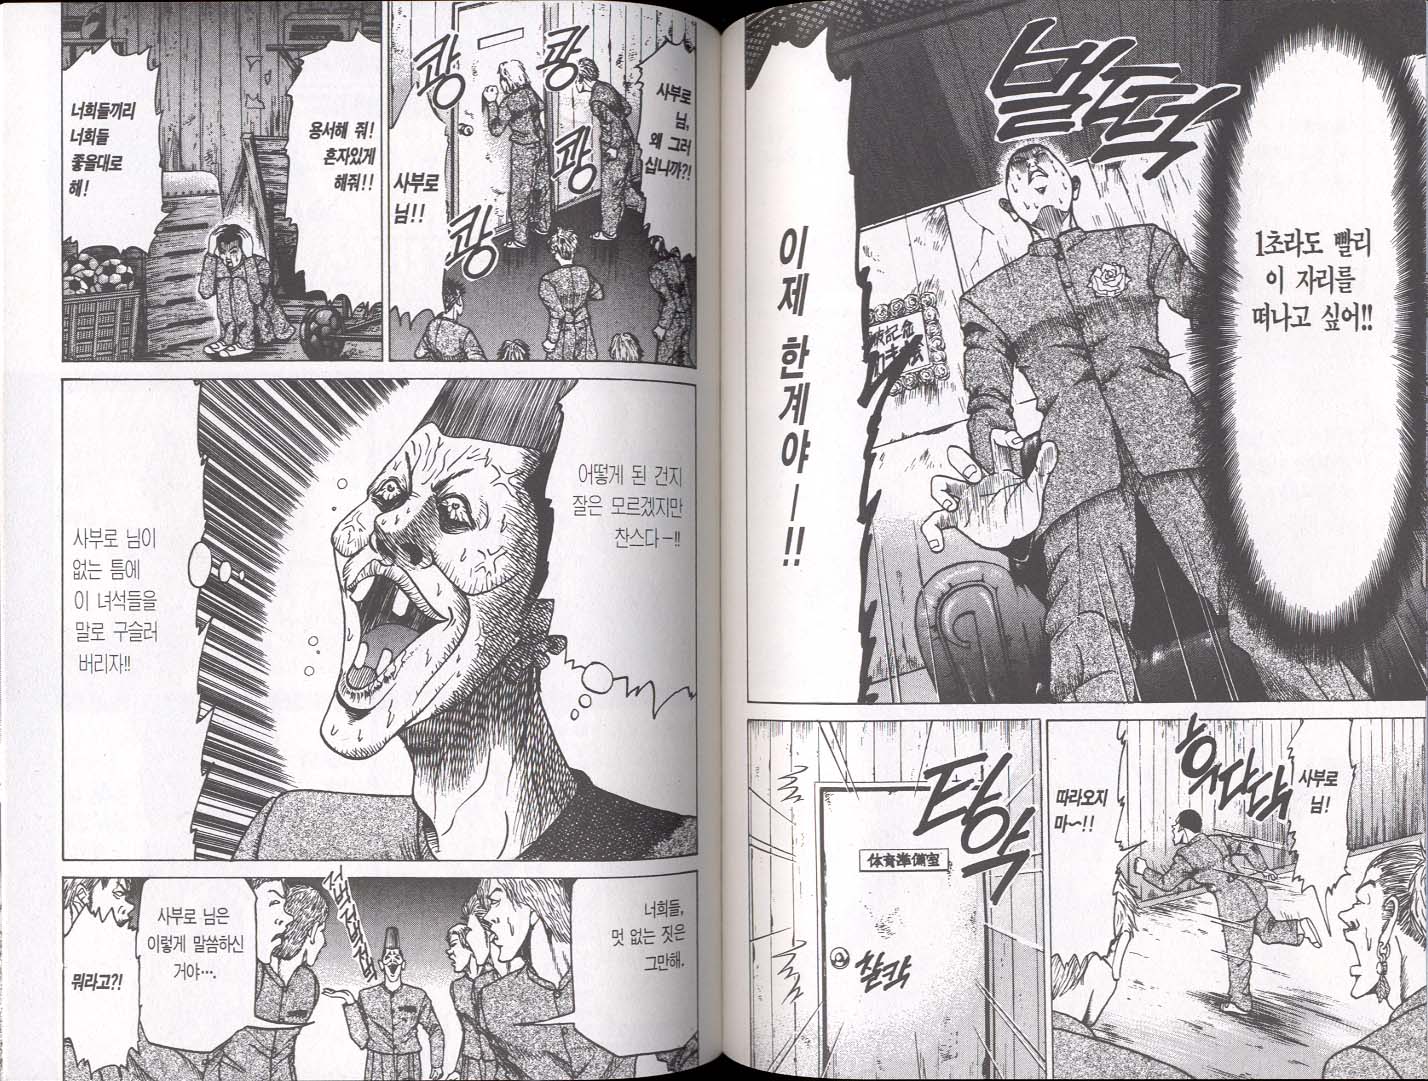 벌떡
1초라도 빨리
이 자리를
떠나고 싶어!!
이제 한계야ー!!
사부로
님!
후다다닥
따라오지
마~!!
탁
体育準備室
찰칵
사부로
님,
왜 그러
십니까?!
쾅
쾅
쾅
쾅
사부로
님!!
용서해 줘!
혼자있게
해줘!!
너희들끼리
너희들
좋을대로
해!
어떻게 된 건지
잘은 모르겠지만
찬스다ー!!
사부로 님이
없는 틈에
이 녀석들을
말로 구슬러
버리자!!
너희들,
멋 없는 짓은
그만해.
사부로 님은
이렇게 말씀하신
거야….
뭐라고?!